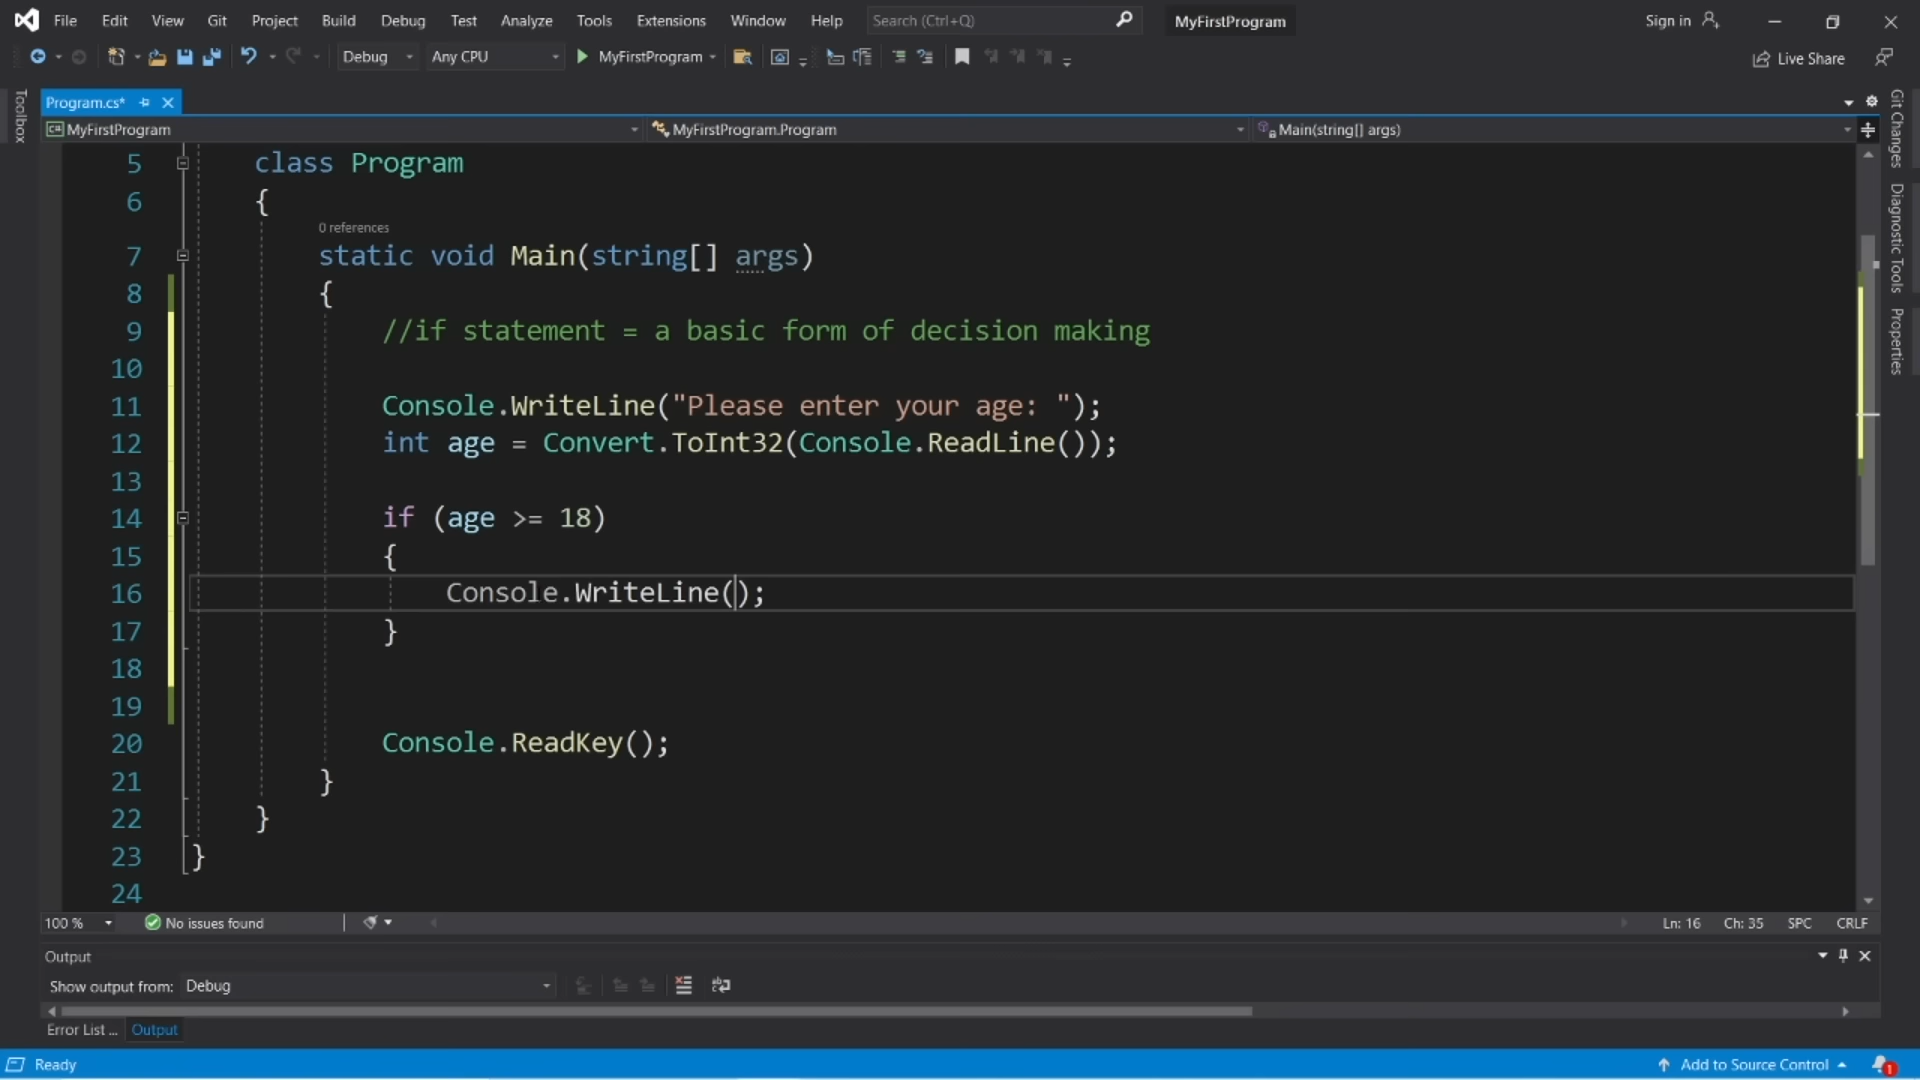 File Edit View Git Project Build Debug Test Analyze Tools Extensions Window Help Search (Ctrl+Q) MyFirstProgram Sign in
Debug Any CPU MyFirstProgram Live Share
Toolbox
Program.cs*
MyFirstProgram MyFirstProgram.Program Main(string[] args)
5 class Program
6 {
0 references
7 static void Main(string[] args)
8 {
9 //if statement = a basic form of decision making
10
11 Console.WriteLine("Please enter your age: ");
12 int age = Convert.ToInt32(Console.ReadLine());
13
14 if (age >= 18)
15 {
16 Console.WriteLine();
17 }
18
19
20 Console.ReadKey();
21 }
22 }
23 }
24
Git Changes
Diagnostic Tools
Properties
100 % No issues found Ln: 16 Ch: 35 SPC CRLF
Output
Show output from: Debug
Error List ... Output
Ready Add to Source Control 1